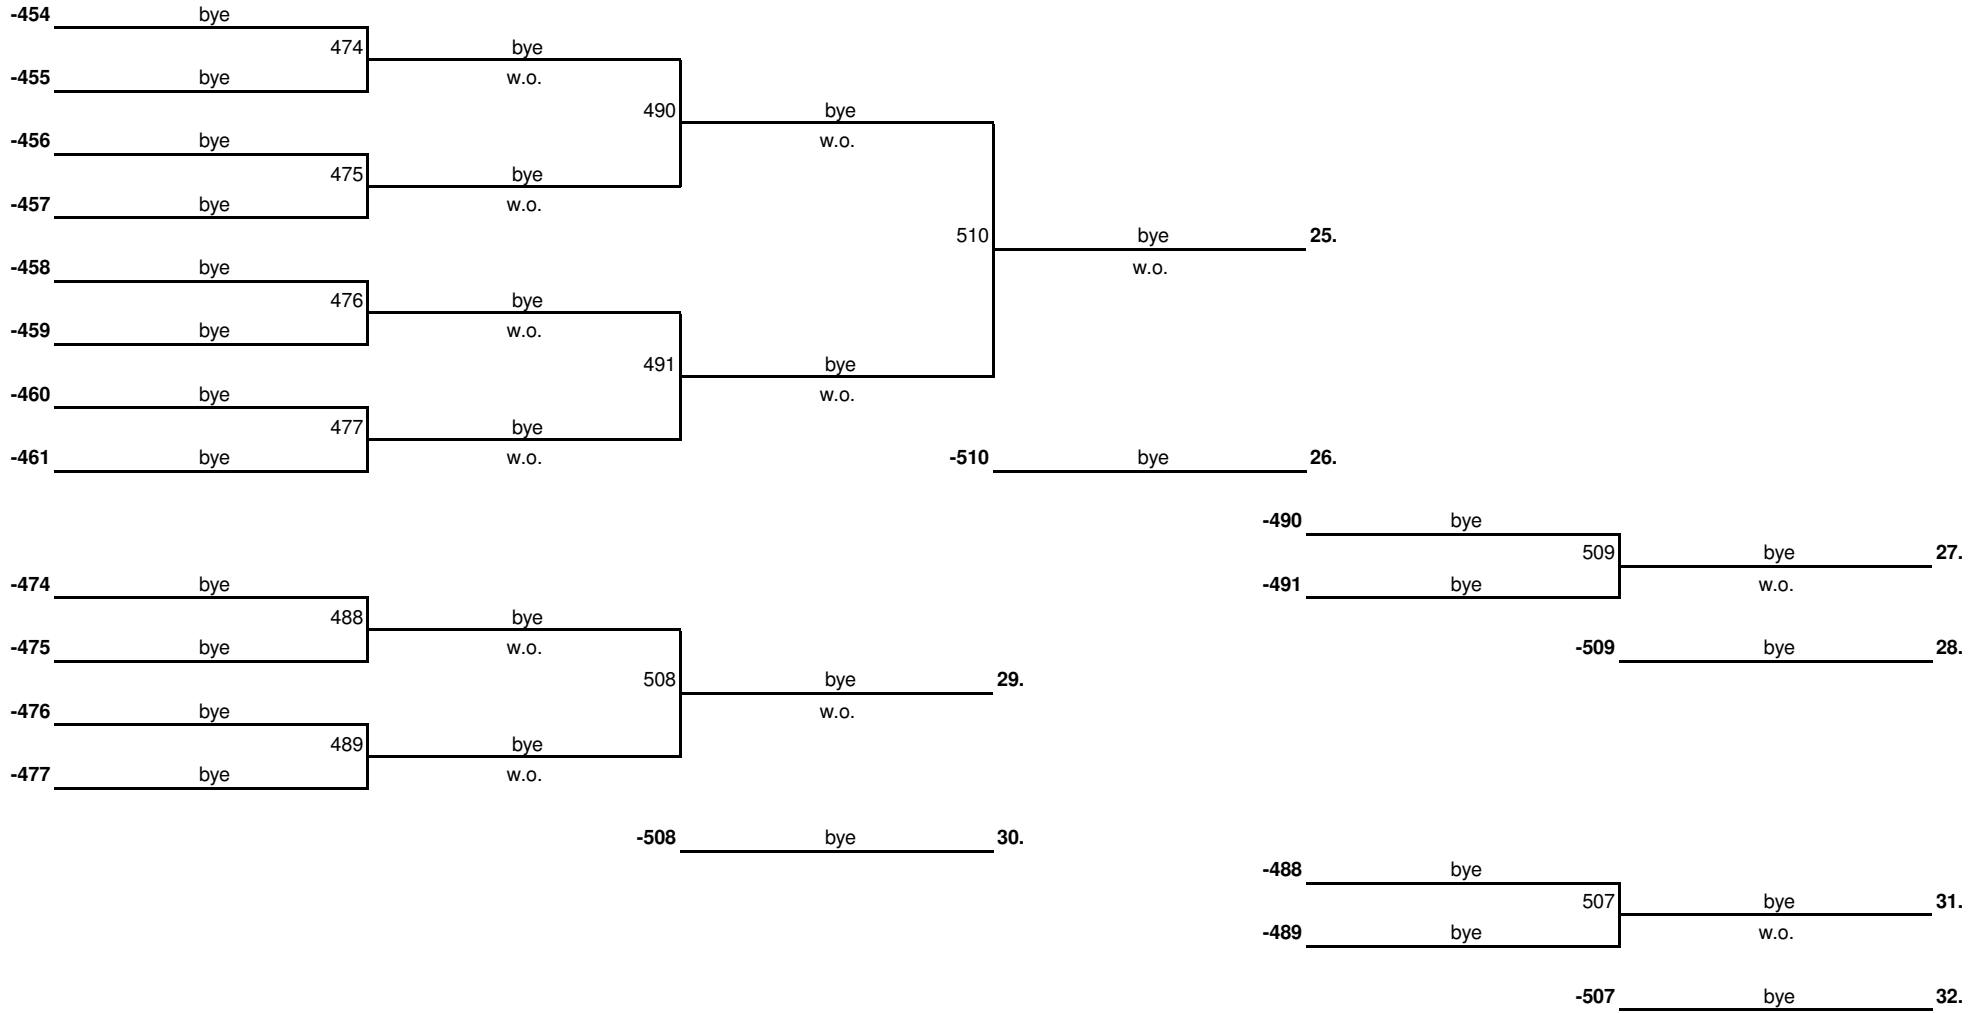 -454 bye
474 bye
-455 bye w.o.
490 bye
-456 bye w.o.
475 bye
-457 bye w.o.
510 bye 25.
-458 bye w.o.
476 bye
-459 bye w.o.
491 bye
-460 bye w.o.
477 bye
-461 bye w.o.
-510 bye 26.
-490 bye
509 bye 27.
-474 bye
-491 bye w.o.
488 bye
-475 bye w.o.
-509 bye 28.
508 bye 29.
-476 bye w.o.
489 bye
-477 bye w.o.
-508 bye 30.
-488 bye
507 bye 31.
-489 bye w.o.
-507 bye 32.